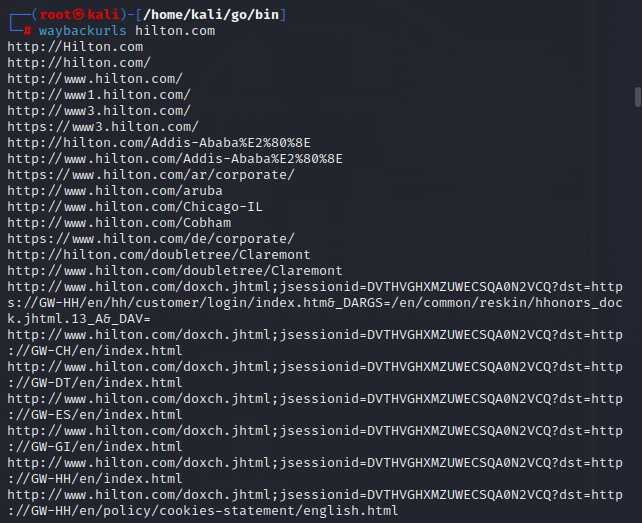 ┌──(root㉿kali)-[/home/kali/go/bin]
└─# waybackurls hilton.com
http://Hilton.com
http://hilton.com/
http://www.hilton.com/
http://www1.hilton.com/
http://www3.hilton.com/
https://www3.hilton.com/
http://hilton.com/Addis-Ababa%E2%80%8E
http://www.hilton.com/Addis-Ababa%E2%80%8E
https://www.hilton.com/ar/corporate/
http://www.hilton.com/aruba
http://www.hilton.com/Chicago-IL
http://www.hilton.com/Cobham
https://www.hilton.com/de/corporate/
http://hilton.com/doubletree/Claremont
http://www.hilton.com/doubletree/Claremont
http://www.hilton.com/doxch.jhtml;jsessionid=DVTHVGHXMZUWECSQA0N2VCQ?dst=http
s://GW-HH/en/hh/customer/login/index.htm&_DARGS=/en/common/reskin/hhonors_doc
k.jhtml.13_A&_DAV=
http://www.hilton.com/doxch.jhtml;jsessionid=DVTHVGHXMZUWECSQA0N2VCQ?dst=http
://GW-CH/en/index.html
http://www.hilton.com/doxch.jhtml;jsessionid=DVTHVGHXMZUWECSQA0N2VCQ?dst=http
://GW-DT/en/index.html
http://www.hilton.com/doxch.jhtml;jsessionid=DVTHVGHXMZUWECSQA0N2VCQ?dst=http
://GW-ES/en/index.html
http://www.hilton.com/doxch.jhtml;jsessionid=DVTHVGHXMZUWECSQA0N2VCQ?dst=http
://GW-GI/en/index.html
http://www.hilton.com/doxch.jhtml;jsessionid=DVTHVGHXMZUWECSQA0N2VCQ?dst=http
://GW-HH/en/index.html
http://www.hilton.com/doxch.jhtml;jsessionid=DVTHVGHXMZUWECSQA0N2VCQ?dst=http
://GW-HH/en/policy/cookies-statement/english.html